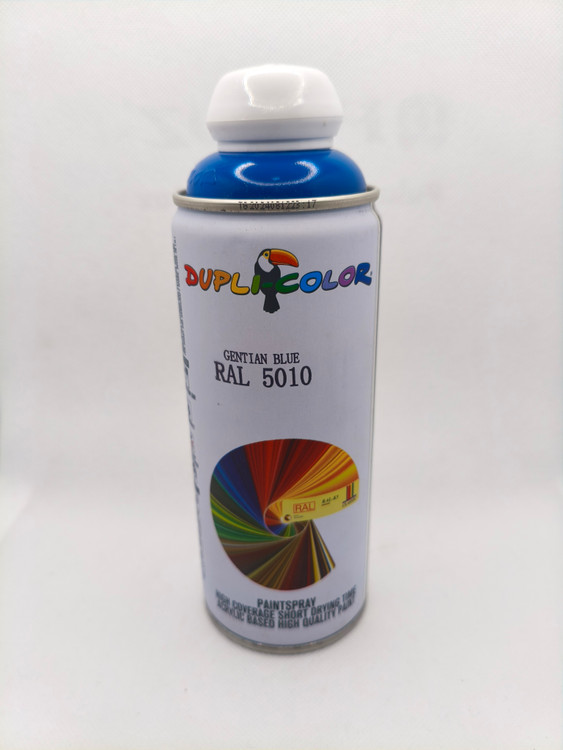 DUPLI-COLOR
GENTIAN BLUE
RAL 5010
RAL
PAINTSPRAY
HIGH COVERAGE SHORT DRYING TIME
ACRYLIC BASED HIGH QUALITY PAINT